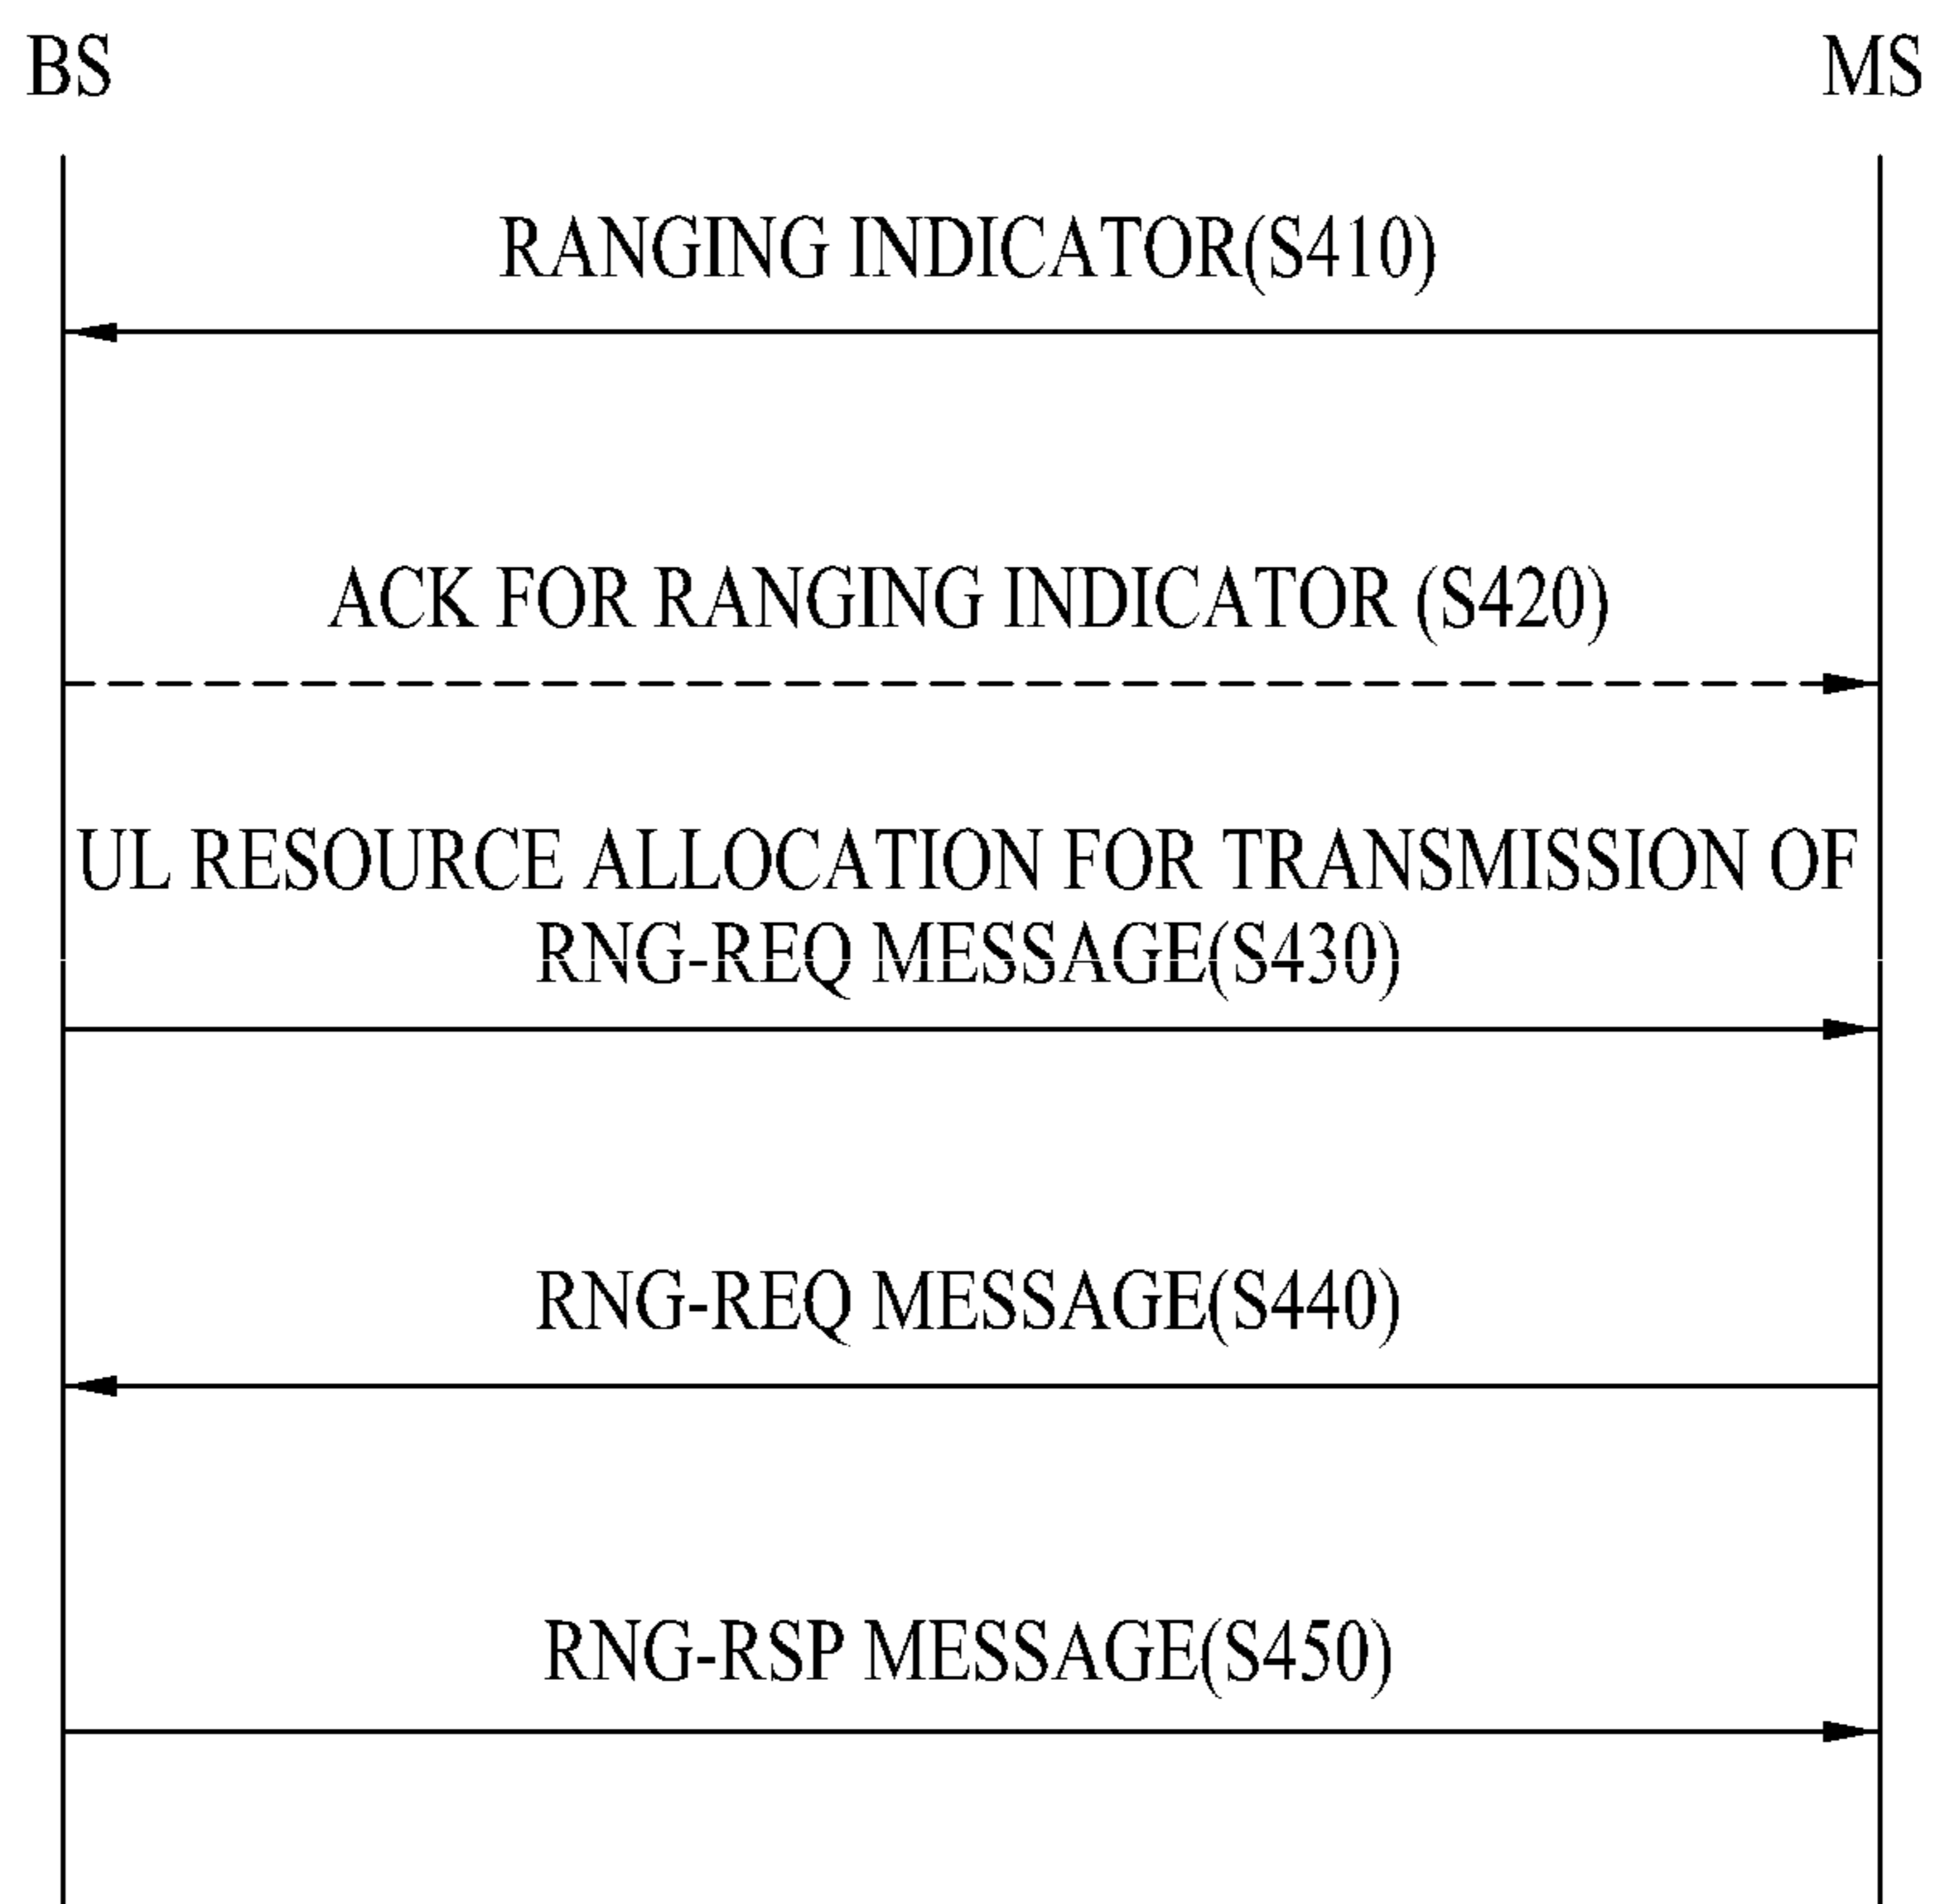 BS
MS
RANGING INDICATOR(S410)
ACK FOR RANGING INDICATOR (S420)
UL RESOURCE ALLOCATION FOR TRANSMISSION OF
RNG-REQ MESSAGE(S430)
RNG-REQ MESSAGE(S440)
RNG-RSP MESSAGE(S450)